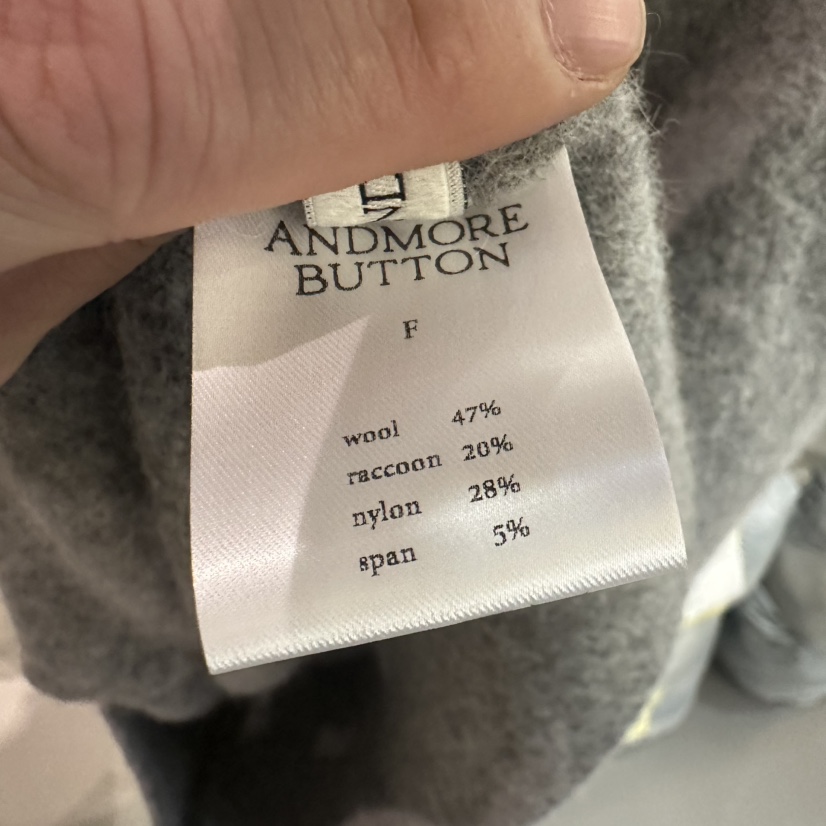 ANDMORE
BUTTON
F
wool 47%
raccoon 20%
nylon 28%
span 5%